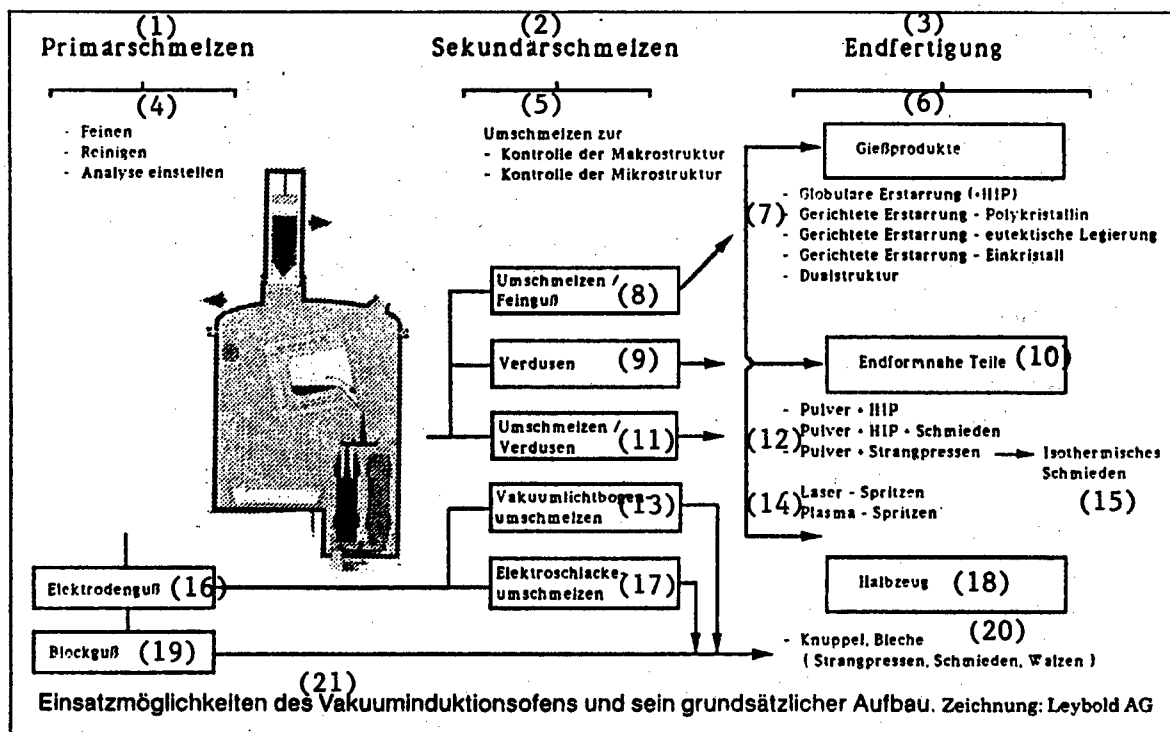 (1)
Primärschmelzen
(2)
Sekundärschmelzen
(3)
Endfertigung
(4)
- Feinen
- Reinigen
- Analyse einstellen
(5)
Umschmelzen zur
- Kontrolle der Makrostruktur
- Kontrolle der Mikrostruktur
(6)
Gießprodukte
(7)
- Globulare Erstarrung (+HIP)
- Gerichtete Erstarrung - Polykristallin
- Gerichtete Erstarrung - eutektische Legierung
- Gerichtete Erstarrung - Einkristall
- Dualstruktur
Umschmelzen /
Feinguß (8)
Verdusen (9)
Endformnahe Teile (10)
Umschmelzen /
Verdusen (11)
(12)
- Pulver + HIP
- Pulver + HIP + Schmieden
- Pulver + Strangpressen
Isothermisches
Schmieden
(15)
Vakuumlichtbogen-
umschmelzen (13)
(14)
- Laser - Spritzen
- Plasma - Spritzen
Elektrodenguß (16)
Elektroschlacke-
umschmelzen (17)
Halbzeug (18)
Blockguß (19)
(20)
- Knuppel, Bleche
( Strangpressen, Schmieden, Walzen )
(21)
Einsatzmöglichkeiten des Vakuuminduktionsofens und sein grundsätzlicher Aufbau. Zeichnung: Leybold AG